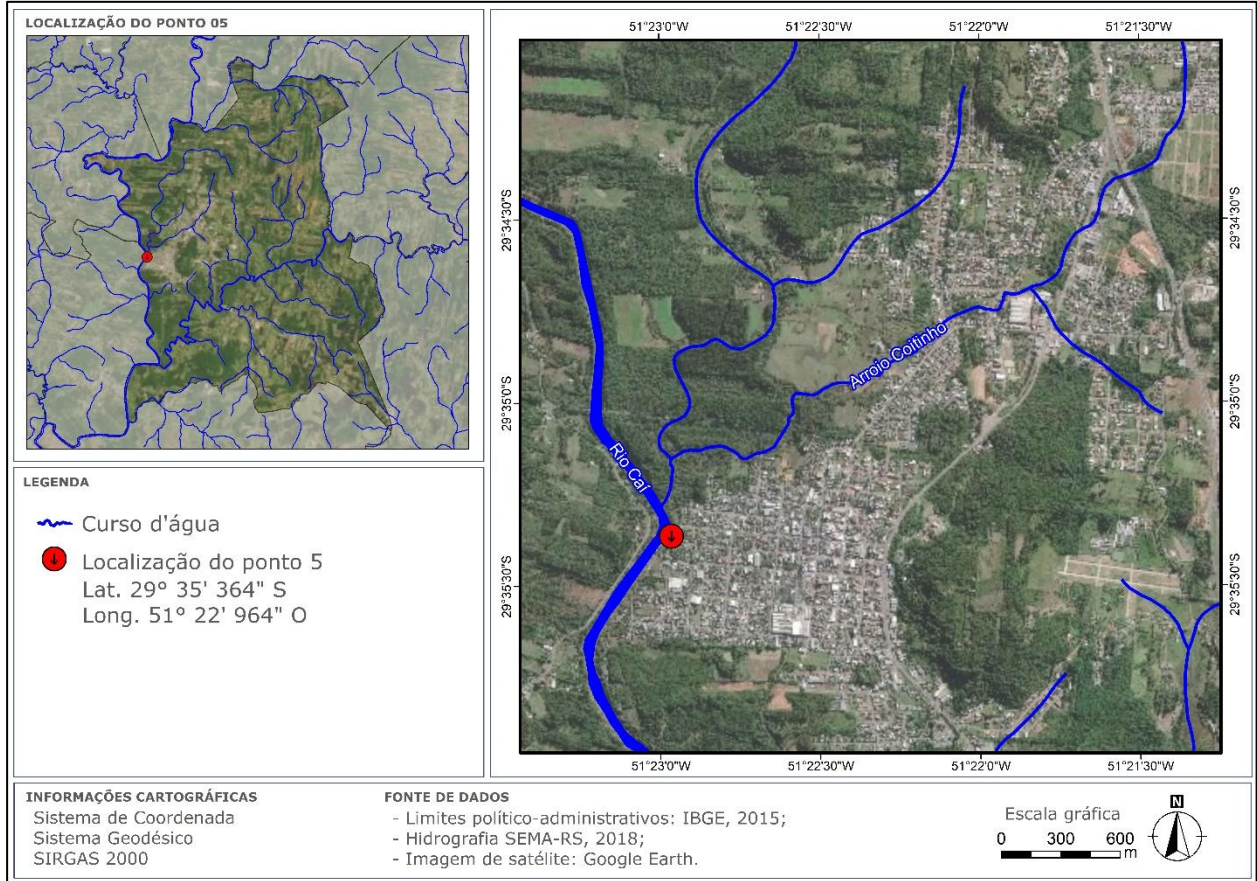 LOCALIZAÇÃO DO PONTO 05
LEGENDA
Curso d'água
Localização do ponto 5
Lat. 29° 35' 364" S
Long. 51° 22' 964" O
51°23'0"W
51°22'30"W
51°22'0"W
51°21'30"W
29°34'30"S
29°35'0"S
29°35'30"S
29°34'30"S
29°35'0"S
29°35'30"S
Arroio Coitinho
Rio Caí
51°23'0"W
51°22'30"W
51°22'0"W
51°21'30"W
INFORMAÇÕES CARTOGRÁFICAS
Sistema de Coordenada
Sistema Geodésico
SIRGAS 2000
FONTE DE DADOS
- Limites político-administrativos: IBGE, 2015;
- Hidrografia SEMA-RS, 2018;
- Imagem de satélite: Google Earth.
Escala gráfica
0 300 600
m
N